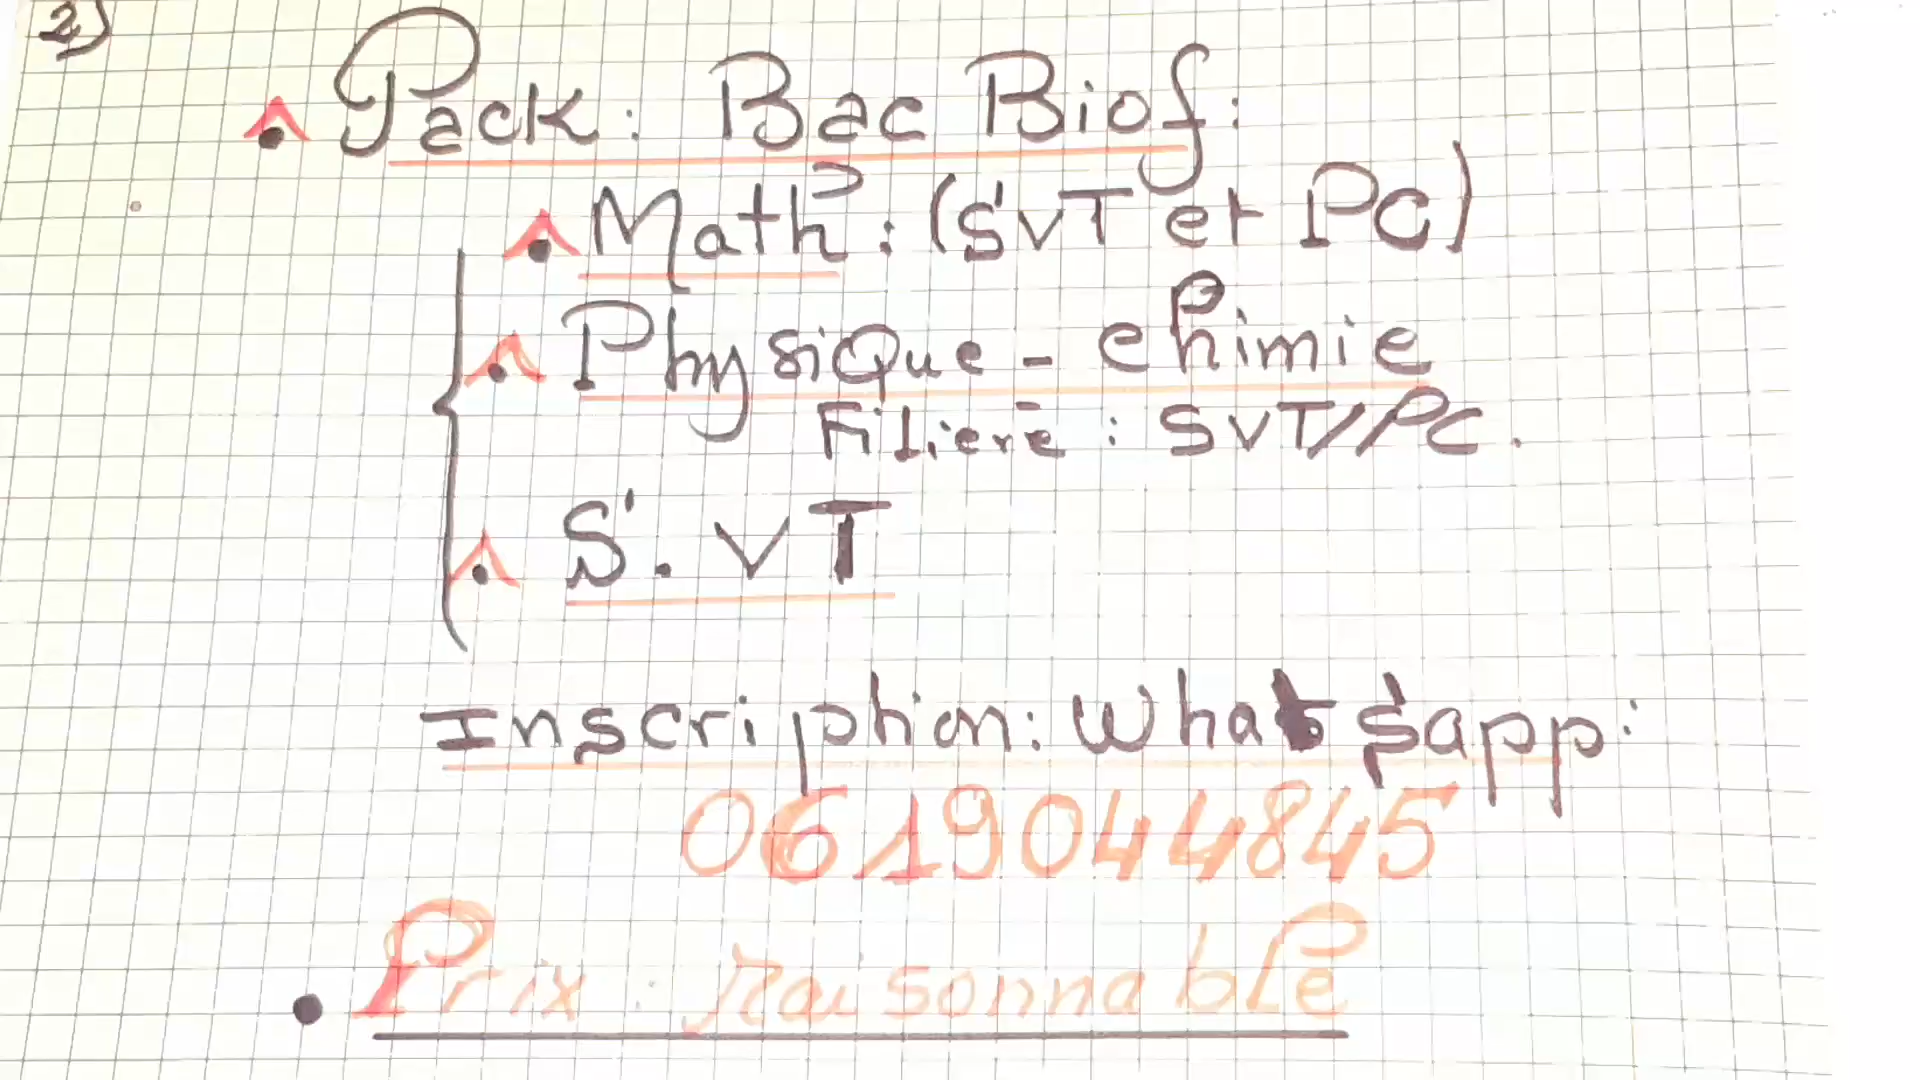 2)
Pack : Bac Biof :
Math : (SVT et PC)
Physique - chimie
Filière : SVT/PC.
S.VT
Inscription : Whatsapp :
0619044845
Prix : Raisonnable